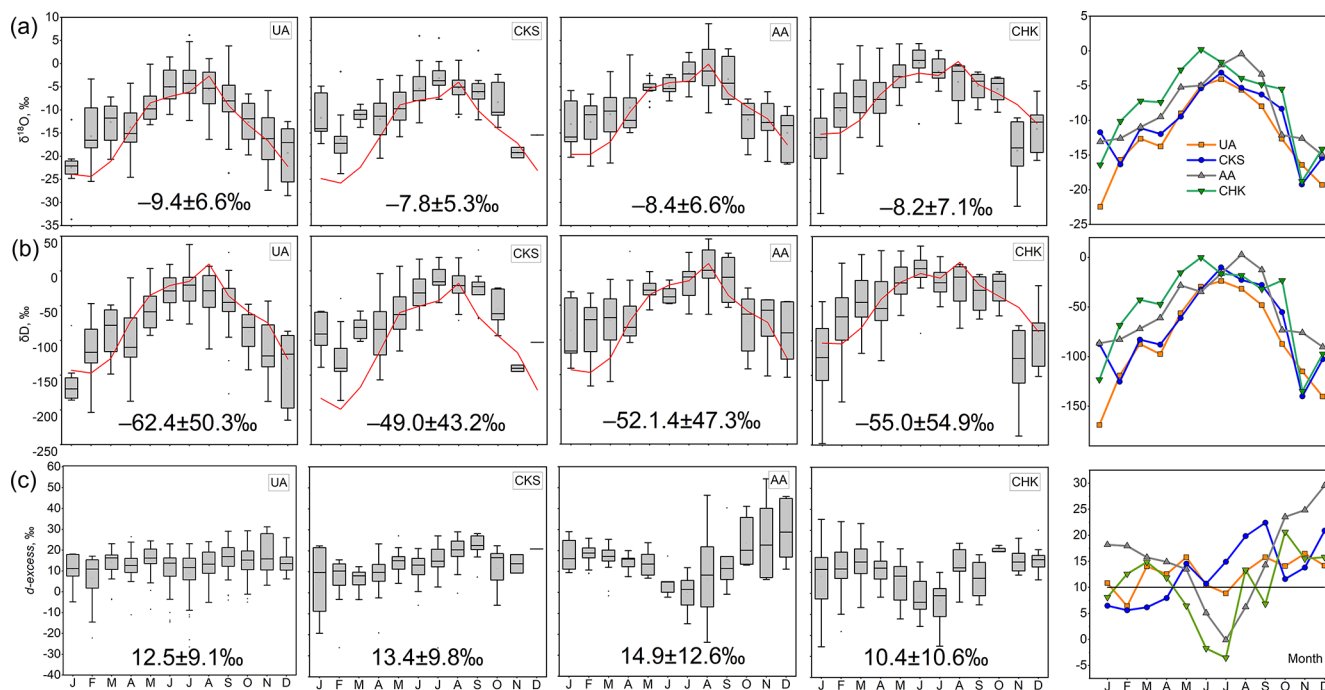 (a)
δ¹⁸O, ‰
10
5
0
-5
-10
-15
-20
-25
-30
-35
UA
–9.4±6.6‰
CKS
–7.8±5.3‰
AA
–8.4±6.6‰
CHK
–8.2±7.1‰
5
0
-5
-10
-15
-20
-25
UA
CKS
AA
CHK
(b)
δD, ‰
50
0
-50
-100
-150
-200
-250
UA
–62.4±50.3‰
CKS
–49.0±43.2‰
AA
–52.1.4±47.3‰
CHK
–55.0±54.9‰
0
-50
-100
-150
(c)
d-excess, ‰
60
50
40
30
20
10
0
-10
-20
-30
-40
UA
12.5±9.1‰
CKS
13.4±9.8‰
AA
14.9±12.6‰
CHK
10.4±10.6‰
30
25
20
15
10
5
0
-5
Month
J F M A M J J A S O N D
J F M A M J J A S O N D
J F M A M J J A S O N D
J F M A M J J A S O N D
J F M A M J J A S O N D